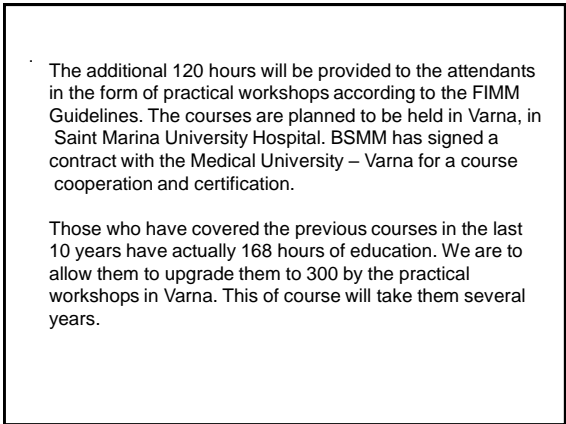 .
The additional 120 hours will be provided to the attendants
in the form of practical workshops according to the FIMM
Guidelines. The courses are planned to be held in Varna, in
Saint Marina University Hospital. BSMM has signed a
contract with the Medical University – Varna for a course
cooperation and certification.

Those who have covered the previous courses in the last
10 years have actually 168 hours of education. We are to
allow them to upgrade them to 300 by the practical
workshops in Varna. This of course will take them several
years.